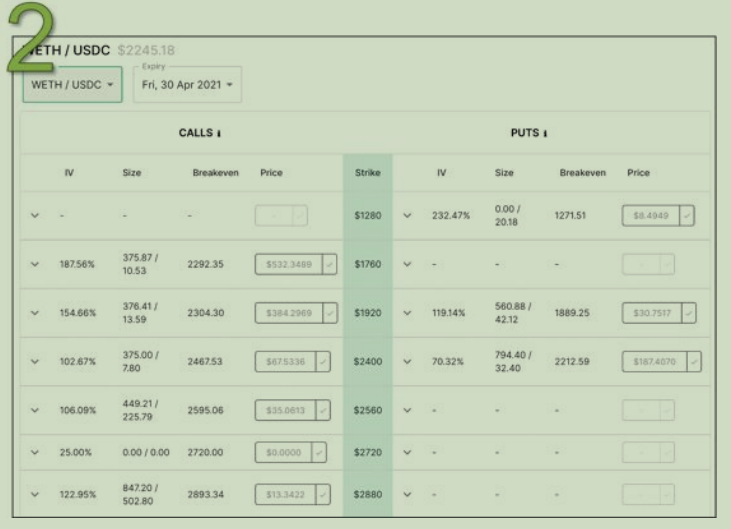 2
WETH / USDC $2245.18
Expiry
WETH / USDC Fri, 30 Apr 2021
CALLS i PUTS i
IV Size Breakeven Price Strike IV Size Breakeven Price
- - - - $1280 232.47% 0.00 / 20.18 1271.51 $8.4949
187.56% 375.87 / 10.53 2292.35 $532.3499 $1760 - - - -
154.66% 376.41 / 13.59 2304.30 $384.2969 $1920 119.14% 560.88 / 42.12 1889.25 $30.7517
102.67% 375.00 / 7.80 2467.53 $67.5336 $2400 70.32% 794.40 / 32.40 2212.59 $187.4070
106.09% 449.21 / 225.79 2595.06 $35.0613 $2560 - - - -
25.00% 0.00 / 0.00 2720.00 $0.0000 $2720 - - - -
122.95% 847.20 / 502.80 2893.34 $13.3422 $2880 - - - -